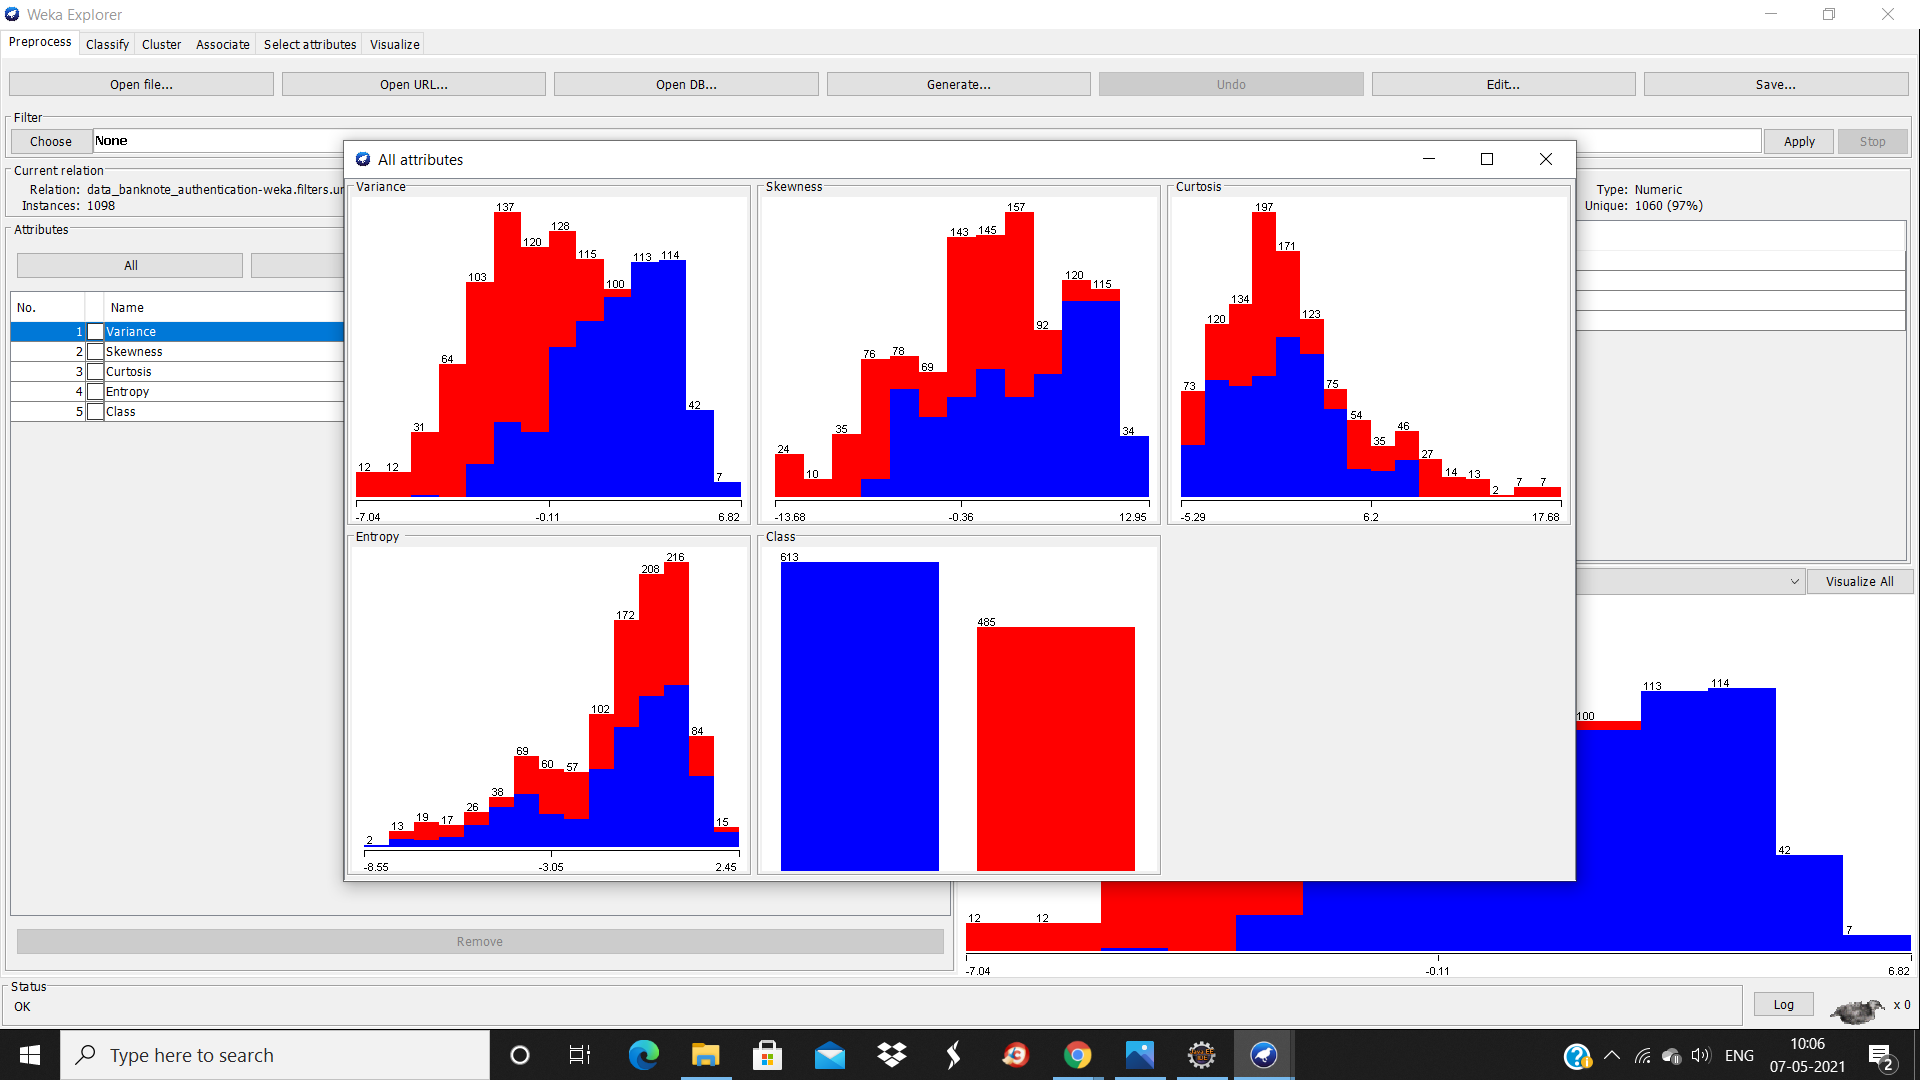 Weka Explorer
Preprocess Classify Cluster Associate Select attributes Visualize
Open file... Open URL... Open DB... Generate... Undo Edit... Save...
Filter
Choose None Apply Stop
Current relation
Relation: data_banknote_authentication-weka.filters.un
Instances: 1098
Type: Numeric
Unique: 1060 (97%)
Attributes
All
No. Name
1 Variance
2 Skewness
3 Curtosis
4 Entropy
5 Class
Remove
All attributes
Variance
12 12 31 64 103 137 120 128 115 100 113 114 42 7
-7.04 -0.11 6.82
Skewness
24 10 35 76 78 69 143 145 157 92 120 115 34
-13.68 -0.36 12.95
Curtosis
73 120 134 197 171 123 75 54 35 46 27 14 13 2 7 7
-5.29 6.2 17.68
Entropy
2 13 19 17 26 38 69 60 57 102 172 208 216 84 15
-8.55 -3.05 2.45
Class
613 485
Visualize All
12 12 100 113 114 42 7
-7.04 -0.11 6.82
Status
OK
Log x 0
Type here to search
ENG
10:06
07-05-2021
2